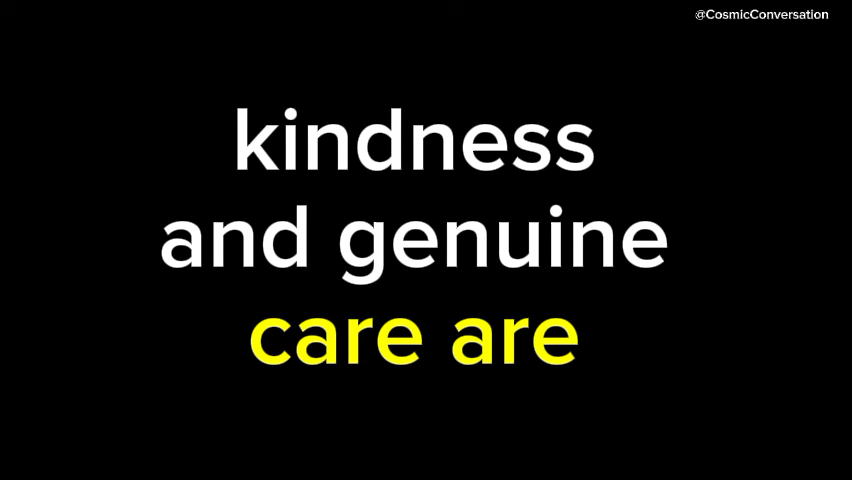 @CosmicConversation
kindness
and genuine
care are